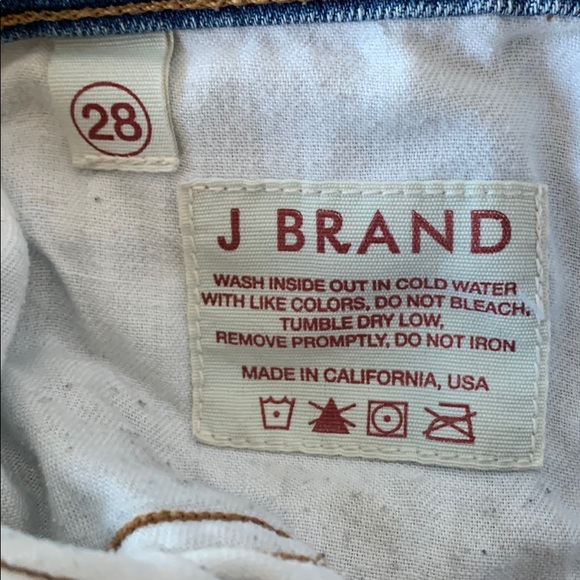 28
J BRAND
WASH INSIDE OUT IN COLD WATER
WITH LIKE COLORS, DO NOT BLEACH,
TUMBLE DRY LOW,
REMOVE PROMPTLY, DO NOT IRON
MADE IN CALIFORNIA, USA